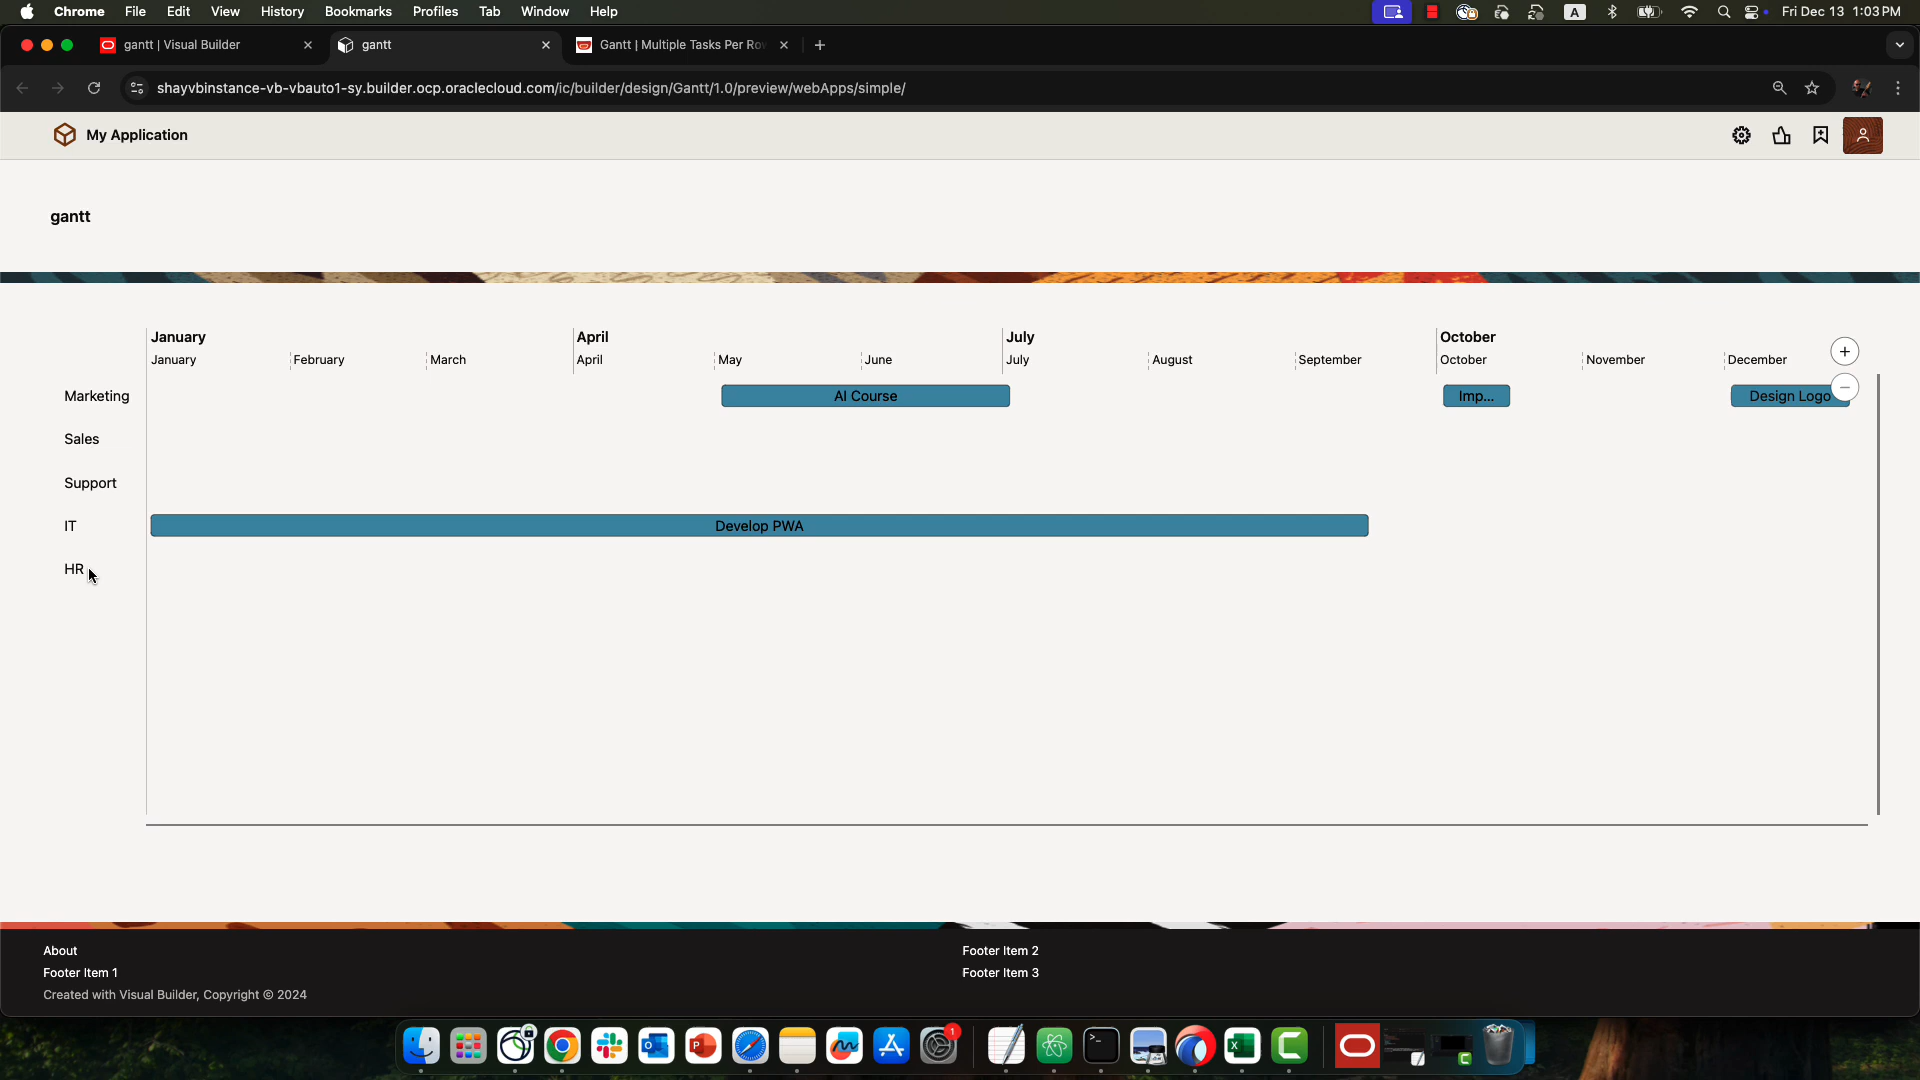 Chrome File Edit View History Bookmarks Profiles Tab Window Help A Fri Dec 13 1:03 PM
gantt | Visual Builder gantt Gantt | Multiple Tasks Per Ro
shayvbinstance-vb-vbauto1-sy.builder.ocp.oraclecloud.com/ic/builder/design/Gantt/1.0/preview/webApps/simple/
My Application
gantt
January April July October
January February March April May June July August September October November December
Marketing AI Course Imp... Design Logo
Sales
Support
IT Develop PWA
HR
About Footer Item 2
Footer Item 1 Footer Item 3
Created with Visual Builder, Copyright © 2024
1